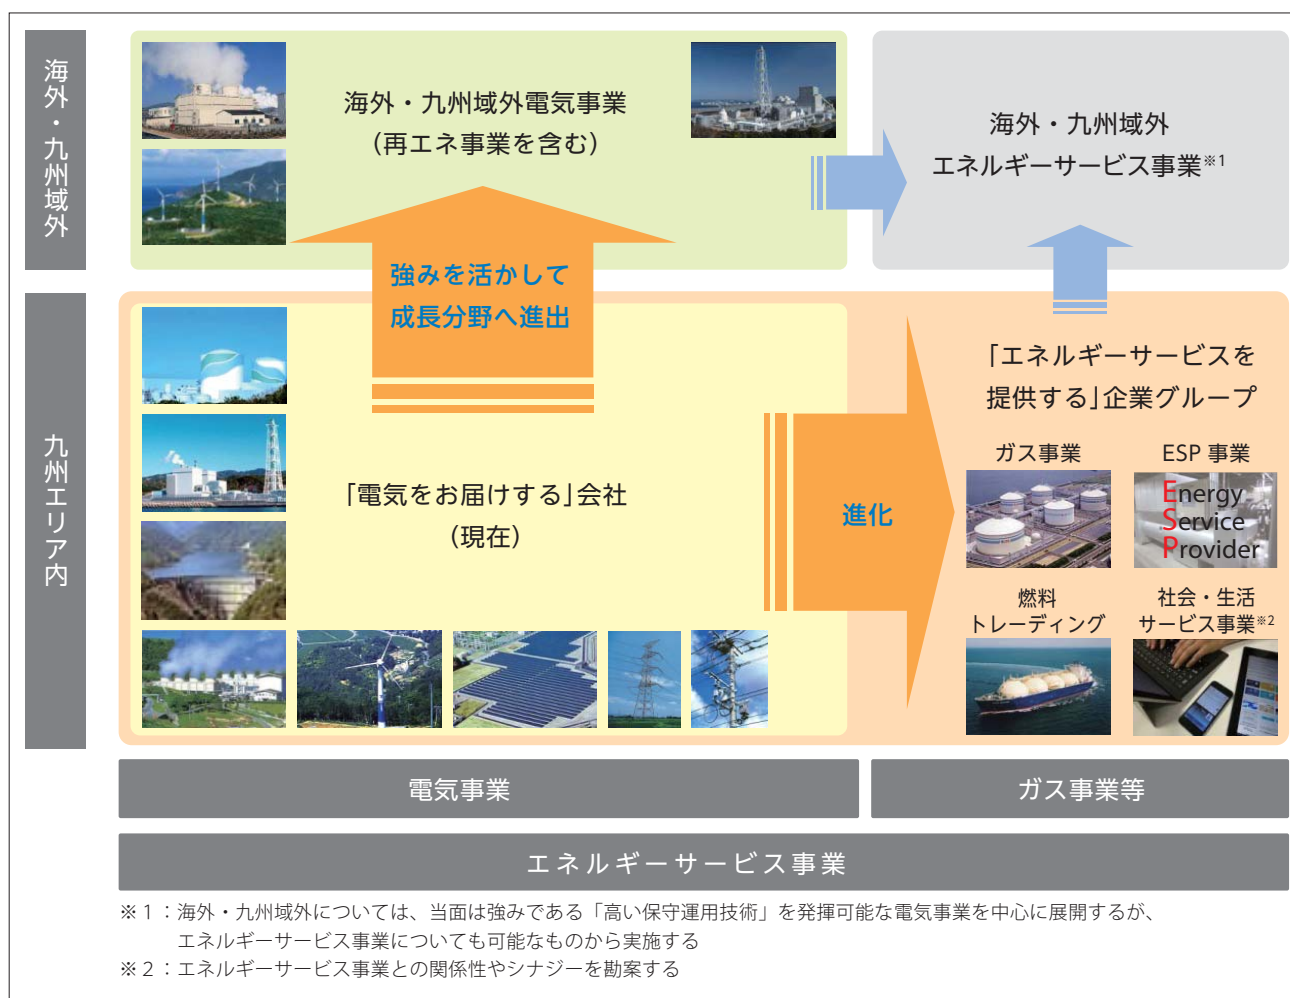 海外・九州域外
海外・九州域外電気事業
（再エネ事業を含む）
海外・九州域外
エネルギーサービス事業※1
強みを活かして
成長分野へ進出
九州エリア内
「電気をお届けする」会社
（現在）
進化
「エネルギーサービスを
提供する」企業グループ
ガス事業
ESP 事業
Energy
Service
Provider
燃料
トレーディング
社会・生活
サービス事業※2
電気事業
ガス事業等
エネルギーサービス事業
※１：海外・九州域外については、当面は強みである「高い保守運用技術」を発揮可能な電気事業を中心に展開するが、
エネルギーサービス事業についても可能なものから実施する
※２：エネルギーサービス事業との関係性やシナジーを勘案する